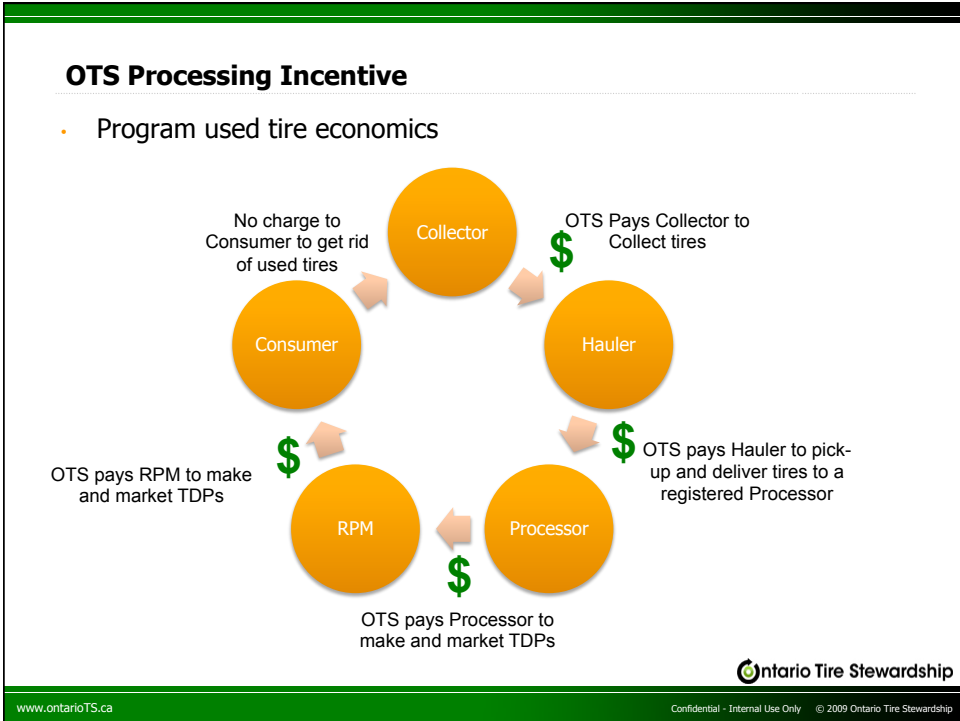 OTS Processing Incentive
• Program used tire economics
Collector
No charge to
Consumer to get rid
of used tires
OTS Pays Collector to
Collect tires
$
Consumer
Hauler
$
OTS pays Hauler to pick-
up and deliver tires to a
registered Processor
$
OTS pays RPM to make
and market TDPs
RPM
Processor
$
OTS pays Processor to
make and market TDPs
Ontario Tire Stewardship
www.ontarioTS.ca
Confidential - Internal Use Only © 2009 Ontario Tire Stewardship